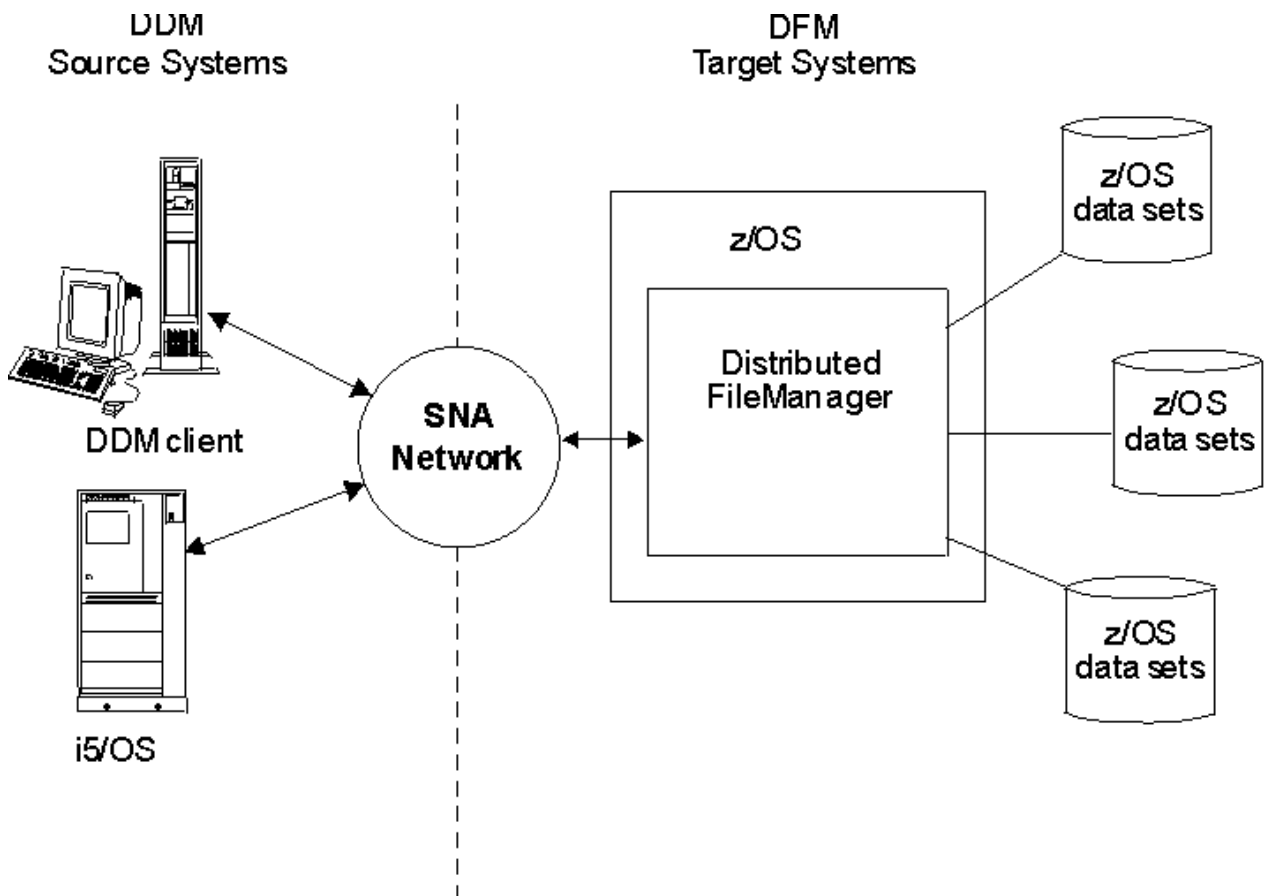 DDM
Source Systems
DFM
Target Systems
z/OS
data sets
z/OS
Distributed
FileManager
z/OS
data sets
SNA
Network
DDM client
z/OS
data sets
i5/OS